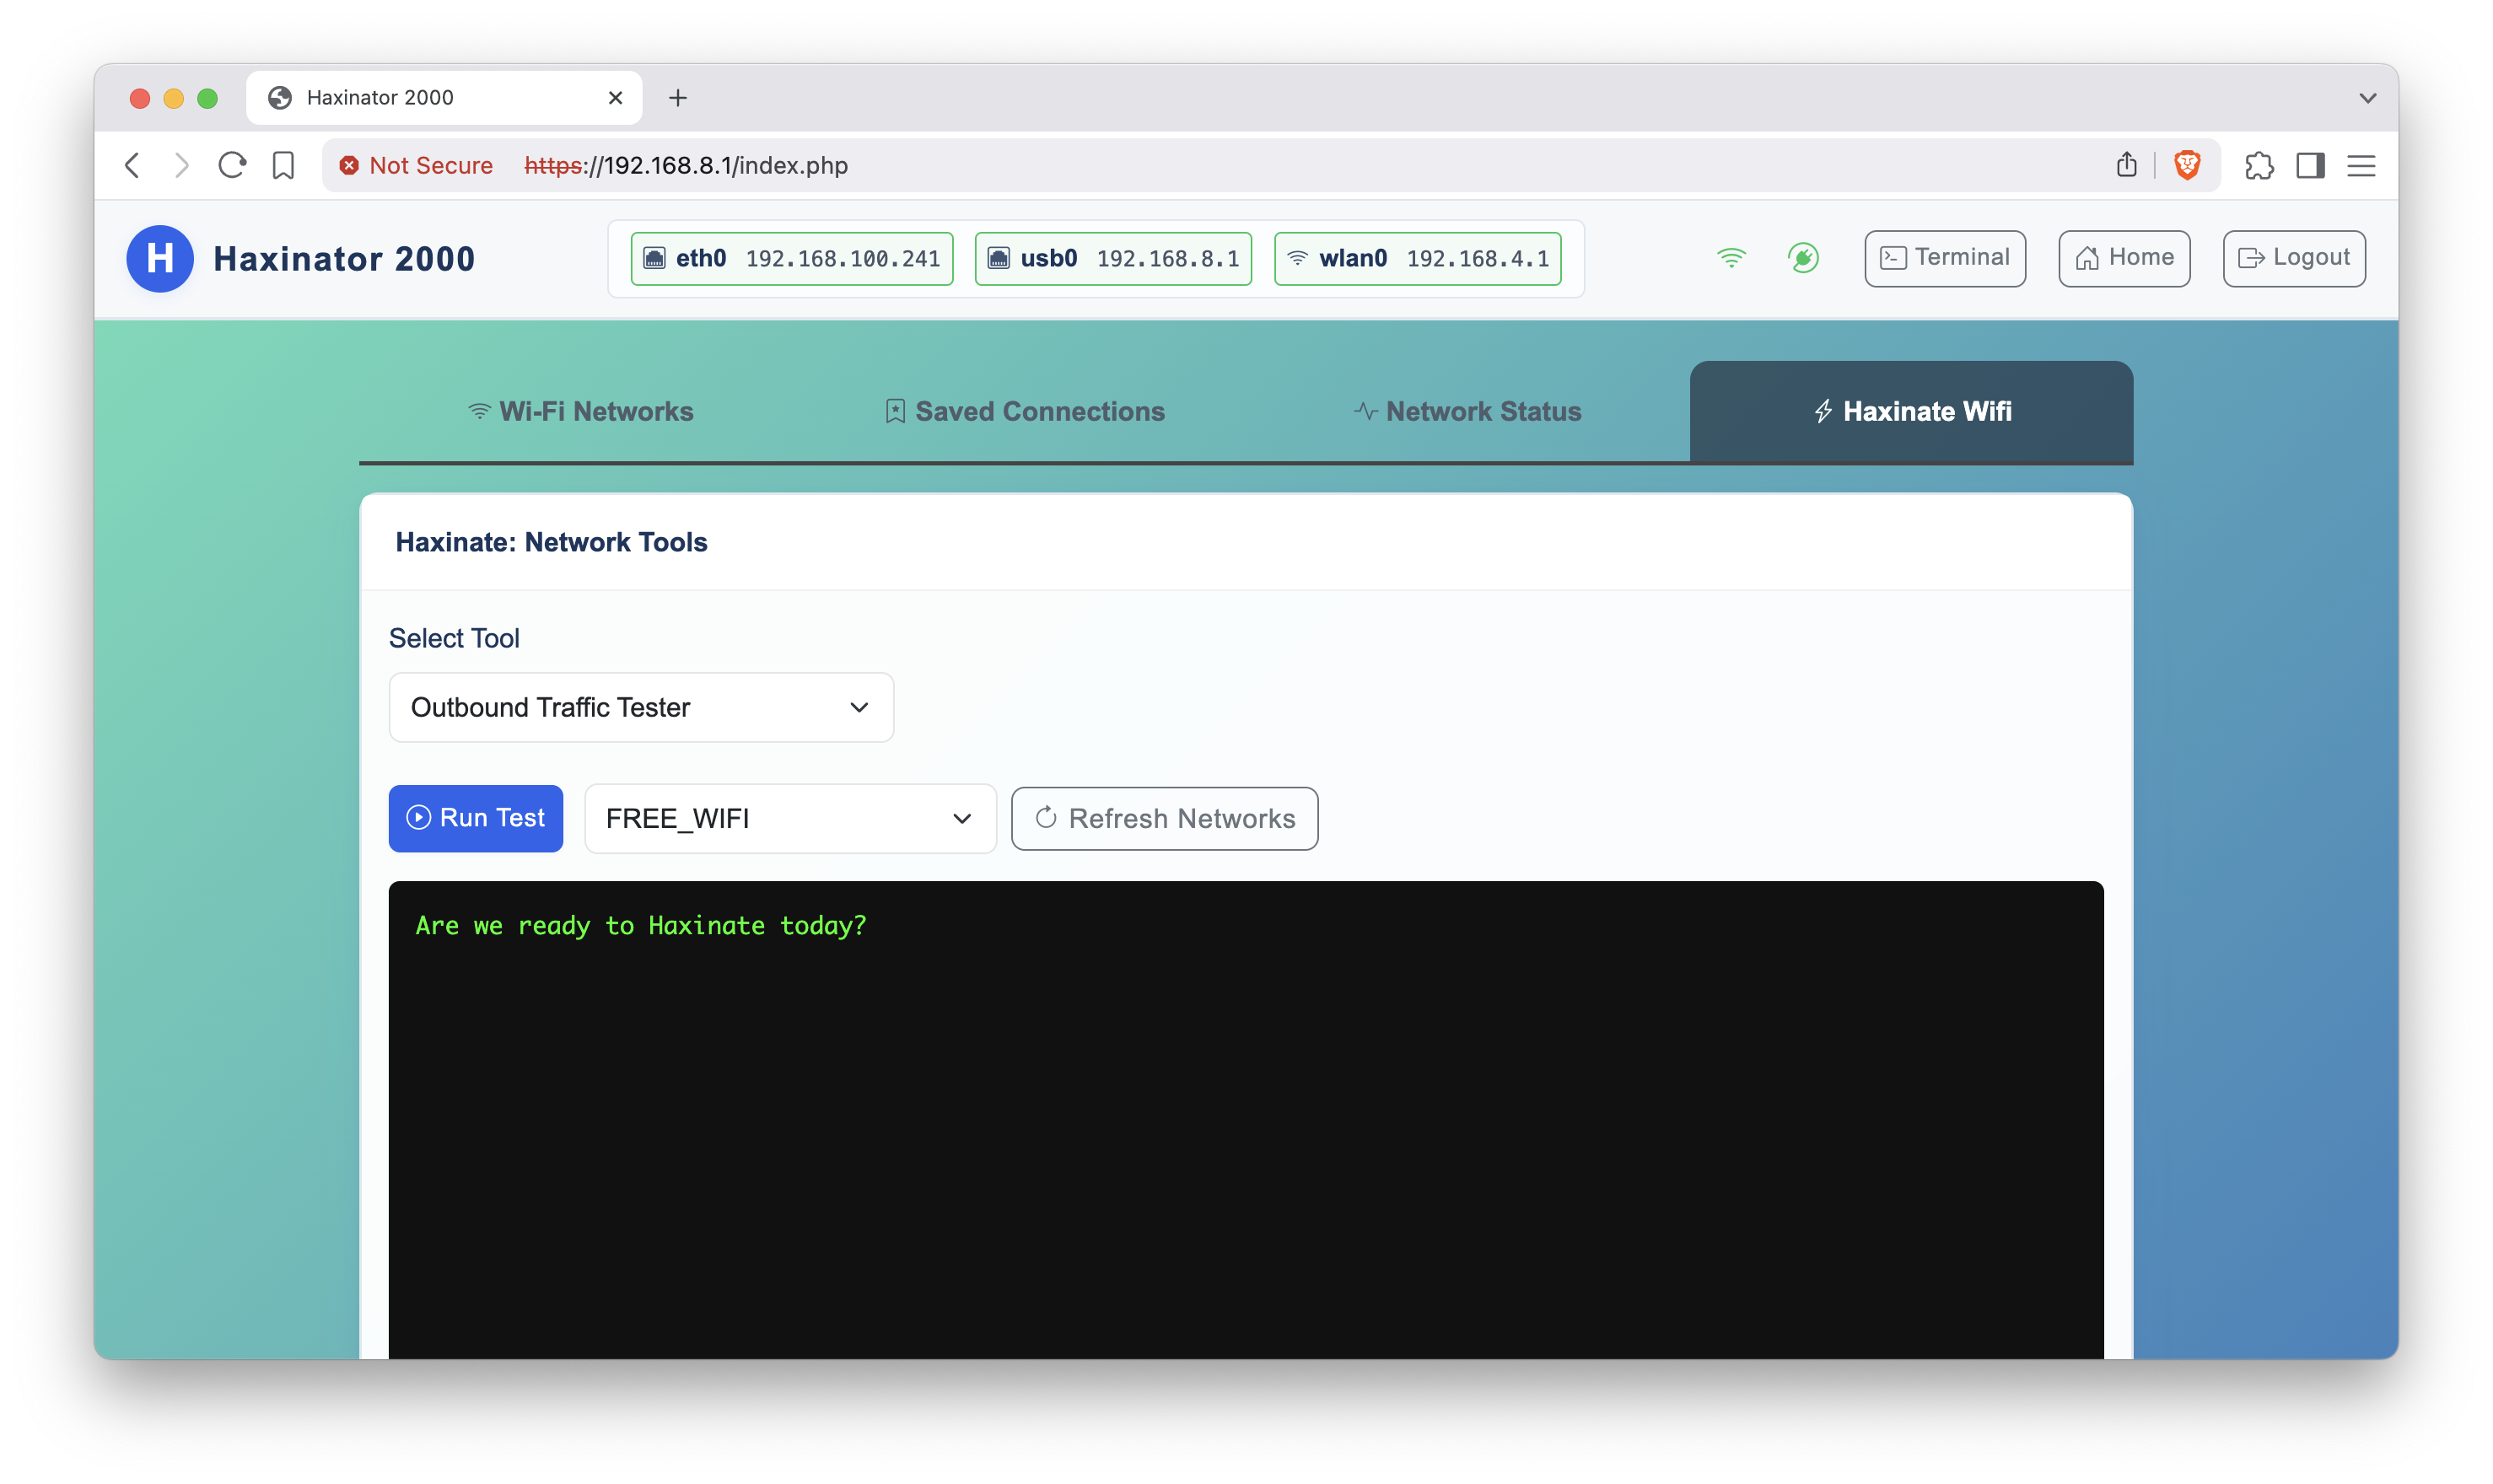 Haxinator 2000
Not Secure https://192.168.8.1/index.php
H Haxinator 2000 eth0 192.168.100.241 usb0 192.168.8.1 wlan0 192.168.4.1 Terminal Home Logout
Wi-Fi Networks Saved Connections Network Status Haxinate Wifi
Haxinate: Network Tools
Select Tool
Outbound Traffic Tester
Run Test FREE_WIFI Refresh Networks
Are we ready to Haxinate today?